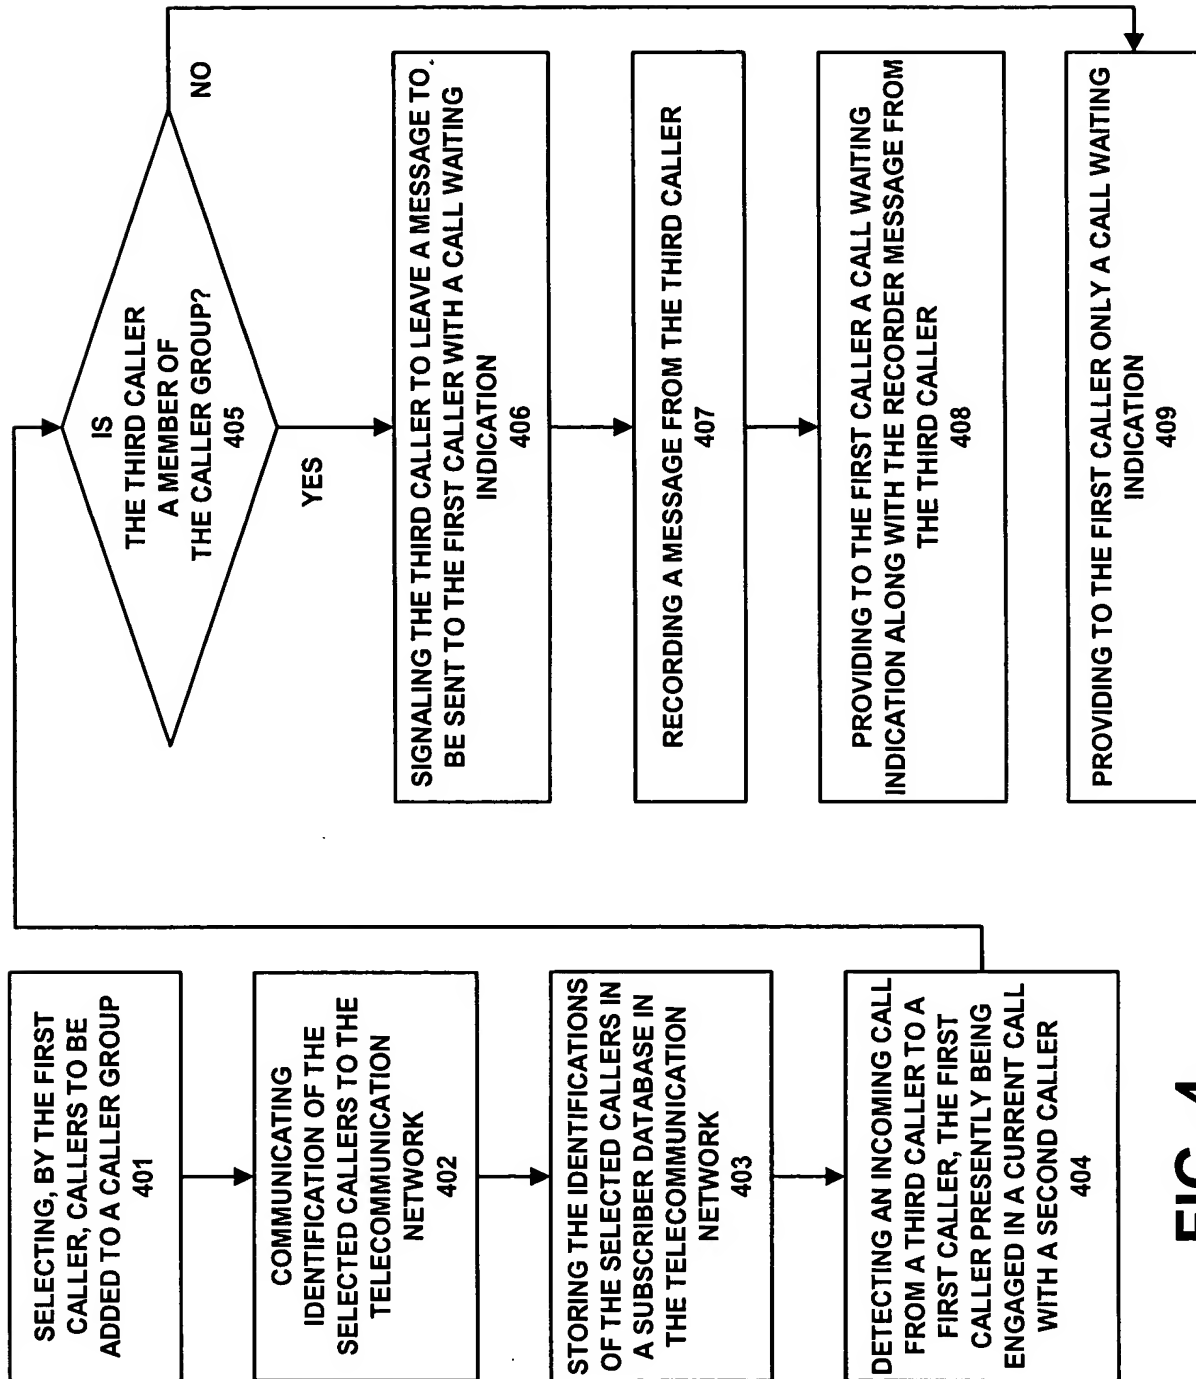 SELECTING, BY THE FIRST
CALLER, CALLERS TO BE
ADDED TO A CALLER GROUP
401
COMMUNICATING
IDENTIFICATION OF THE
SELECTED CALLERS TO THE
TELECOMMUNICATION
NETWORK
402
STORING THE IDENTIFICATIONS
OF THE SELECTED CALLERS IN
A SUBSCRIBER DATABASE IN
THE TELECOMMUNICATION
NETWORK
403
DETECTING AN INCOMING CALL
FROM A THIRD CALLER TO A
FIRST CALLER, THE FIRST
CALLER PRESENTLY BEING
ENGAGED IN A CURRENT CALL
WITH A SECOND CALLER
404
IS
THE THIRD CALLER
A MEMBER OF
THE CALLER GROUP?
405
NO
YES
SIGNALING THE THIRD CALLER TO LEAVE A MESSAGE TO.
BE SENT TO THE FIRST CALLER WITH A CALL WAITING
INDICATION
406
RECORDING A MESSAGE FROM THE THIRD CALLER
407
PROVIDING TO THE FIRST CALLER A CALL WAITING
INDICATION ALONG WITH THE RECORDER MESSAGE FROM
THE THIRD CALLER
408
PROVIDING TO THE FIRST CALLER ONLY A CALL WAITING
INDICATION
409
FIG. 4